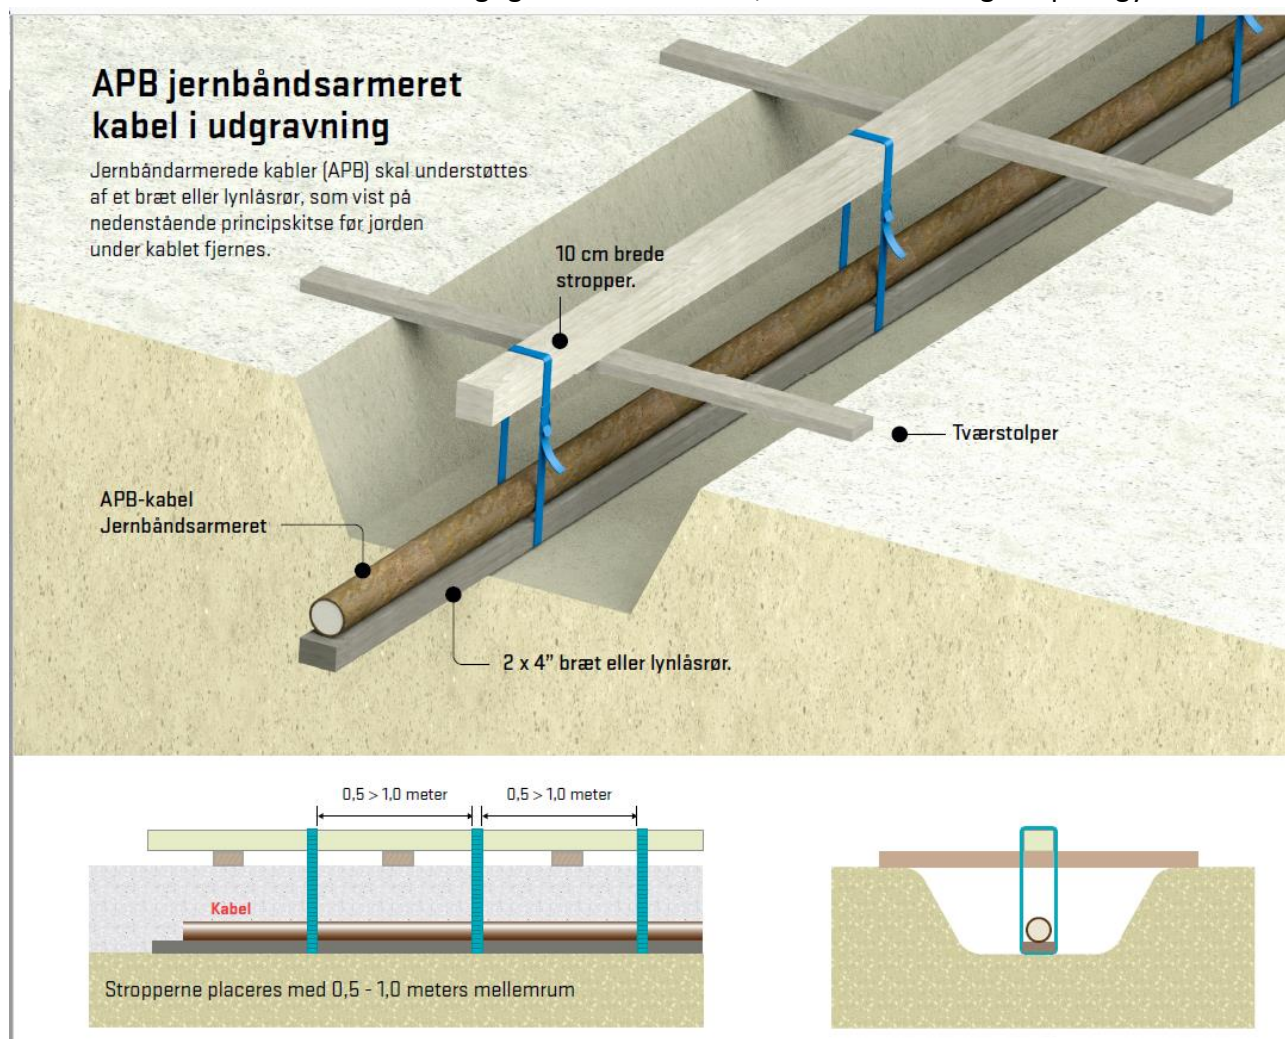 APB jernbåndsarmeret
kabel i udgravning
Jernbåndarmerede kabler (APB) skal understøttes
af et bræt eller lynlåsrør, som vist på
nedenstående principskitse før jorden
under kablet fjernes.
10 cm brede
stropper.
Tværstolper
APB-kabel
Jernbåndsarmeret
2 x 4” bræt eller lynlåsrør.
0,5 > 1,0 meter
0,5 > 1,0 meter
Kabel
Stropperne placeres med 0,5 - 1,0 meters mellemrum